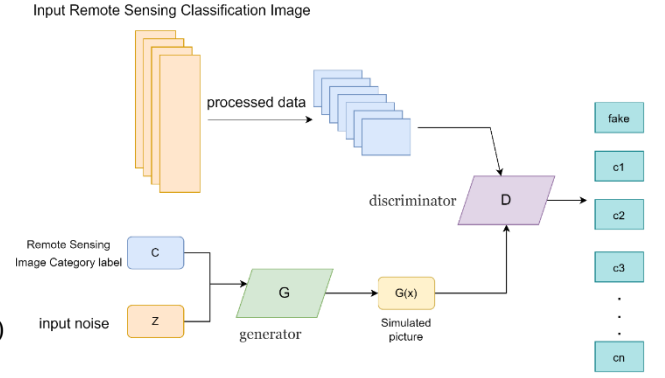 Input Remote Sensing Classification Image
processed data
fake
c1
discriminator
D
c2
Remote Sensing
Image Category label
C
c3
G
G(x)
)
input noise
Z
Simulated
picture
generator
.
.
.
cn